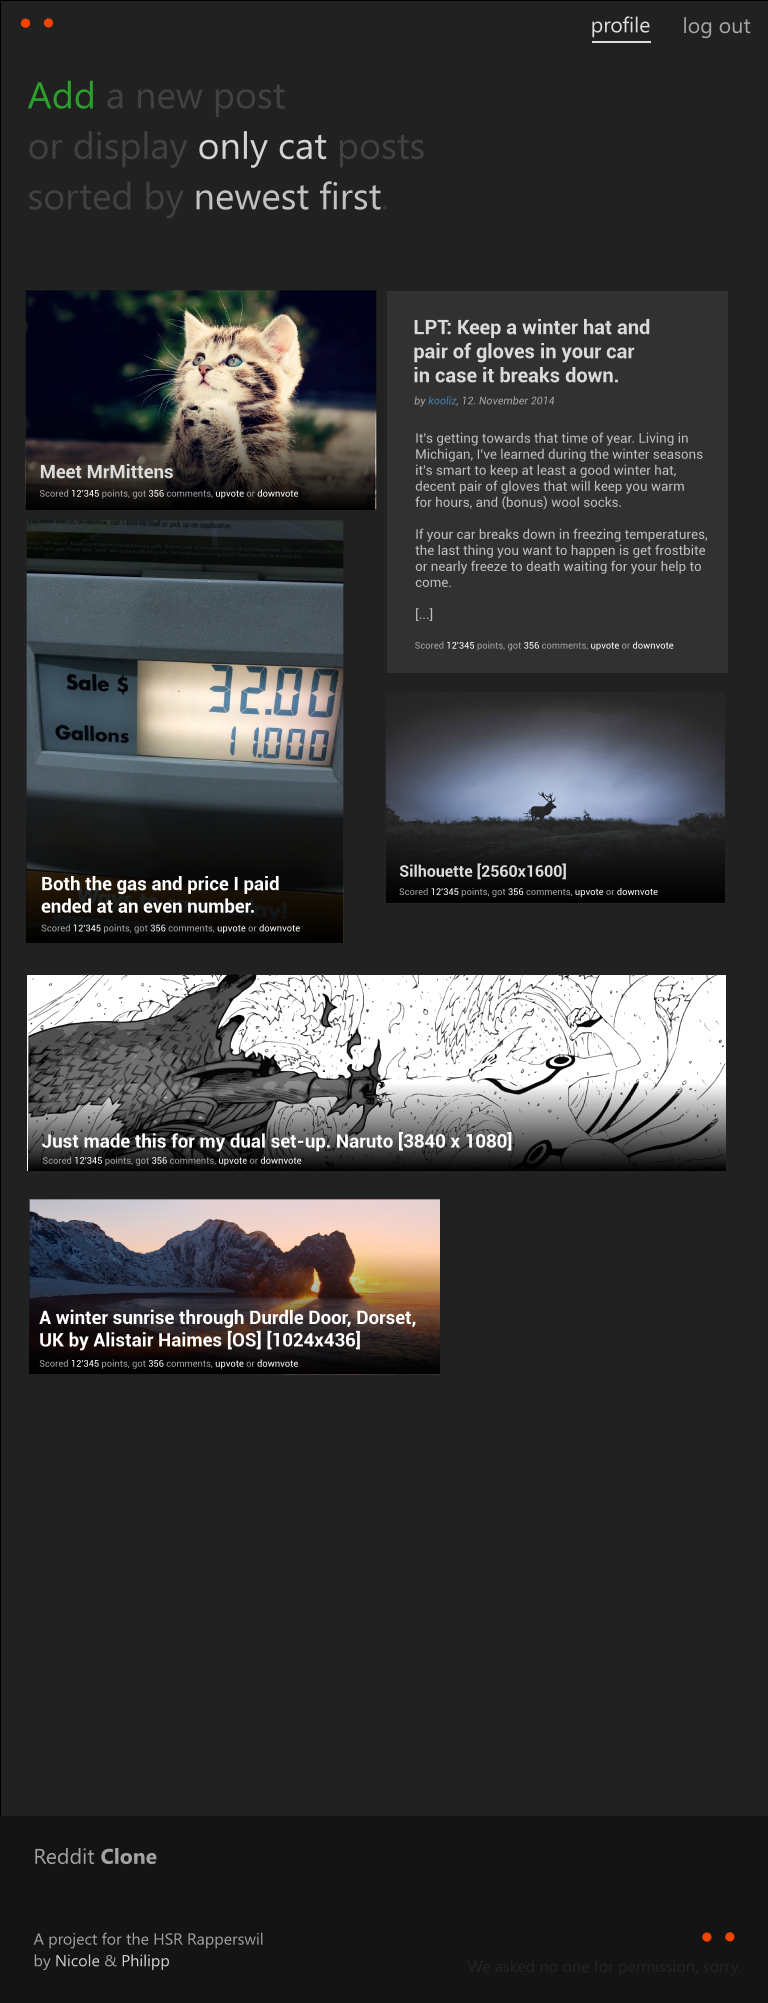 profile log out
Add a new post
or display only cat posts
sorted by newest first.
Meet MrMittens
Scored 12'345 points, got 356 comments, upvote or downvote
LPT: Keep a winter hat and
pair of gloves in your car
in case it breaks down.
by kooliz, 12. November 2014
It's getting towards that time of year. Living in
Michigan, I've learned during the winter seasons
it's smart to keep at least a good winter hat,
decent pair of gloves that will keep you warm
for hours, and (bonus) wool socks.
If your car breaks down in freezing temperatures,
the last thing you want to happen is get frostbite
or nearly freeze to death waiting for your help to
come.
[...]
Scored 12'345 points, got 356 comments, upvote or downvote
or pick up an application.
Sale $ 32.00
Gallons 11.000
Both the gas and price I paid
ended at an even number.
Scored 12'345 points, got 356 comments, upvote or downvote
Silhouette [2560x1600]
Scored 12'345 points, got 356 comments, upvote or downvote
Just made this for my dual set-up. Naruto [3840 x 1080]
Scored 12'345 points, got 356 comments, upvote or downvote
A winter sunrise through Durdle Door, Dorset,
UK by Alistair Haimes [OS] [1024x436]
Scored 12'345 points, got 356 comments, upvote or downvote
Reddit Clone
A project for the HSR Rapperswil
by Nicole & Philipp
We asked no one for permission, sorry.